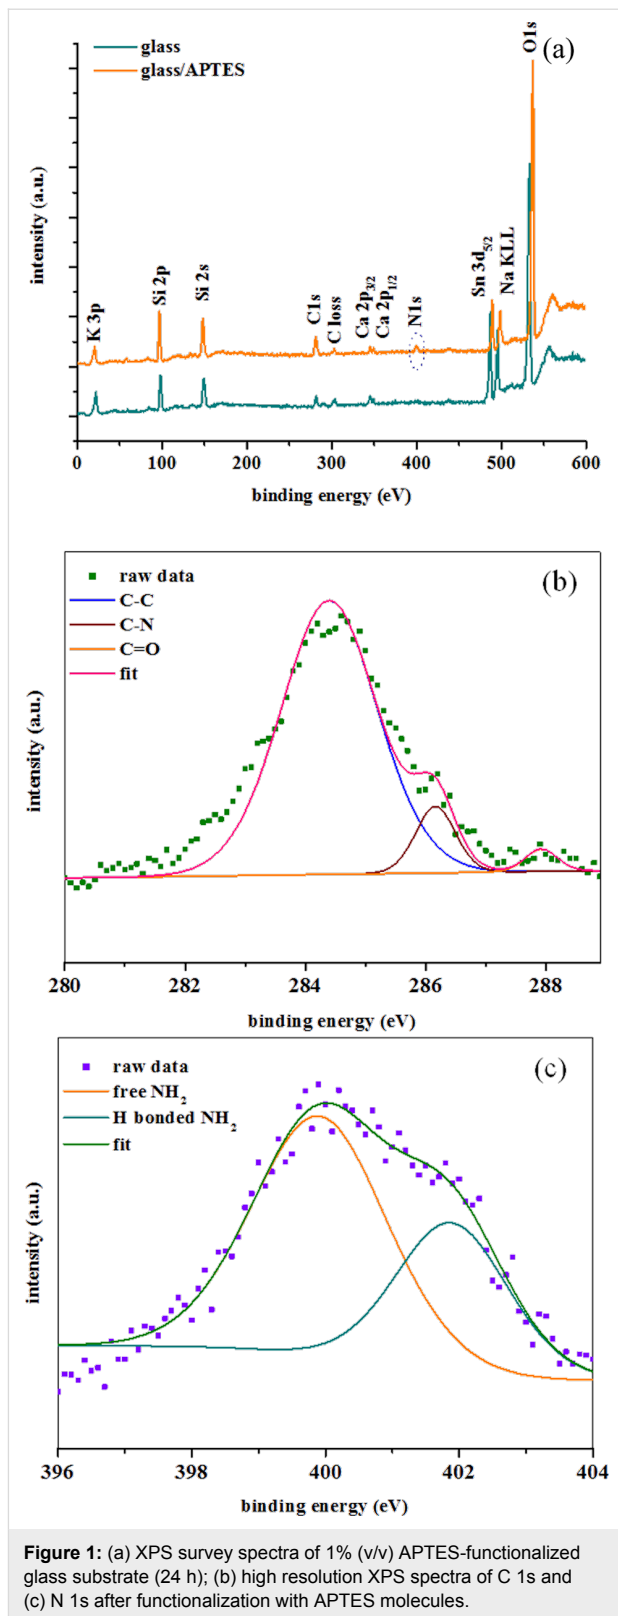 glass
glass/APTES
(a)
O1s
intensity (a.u.)
K 3p
Si 2p
Si 2s
C1s
C loss
Ca 2p3/2
Ca 2p1/2
N1s
Sn 3d5/2
Na KLL
0 100 200 300 400 500 600
binding energy (eV)
raw data
C-C
C-N
C=O
fit
(b)
intensity (a.u.)
280 282 284 286 288
binding energy (eV)
raw data
free NH2
H bonded NH2
fit
(c)
intensity (a.u.)
396 398 400 402 404
binding energy (eV)
Figure 1: (a) XPS survey spectra of 1% (v/v) APTES-functionalized
glass substrate (24 h); (b) high resolution XPS spectra of C 1s and
(c) N 1s after functionalization with APTES molecules.